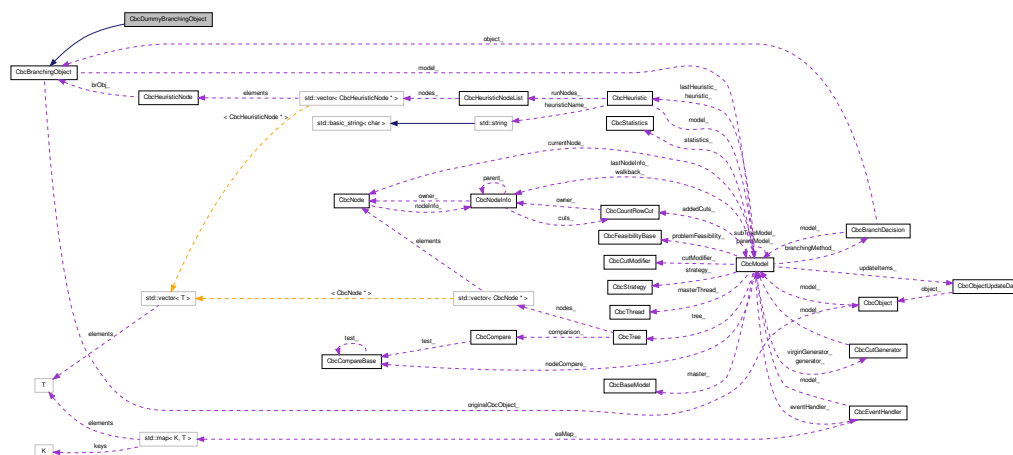 CbcDummyBranchingObject
object_
CbcBranchingObject
model_
brObj_
CbcHeuristicNode
elements
std::vector< CbcHeuristicNode * >
nodes_
CbcHeuristicNodeList
runNodes_
CbcHeuristic
lastHeuristic_
heuristic_
heuristicName_
< CbcHeuristicNode * >
std::basic_string< char >
std::string
CbcStatistics
model_
statistics_
currentNode_
lastNodeInfo_
walkback_
parent_
CbcNode
owner_
nodeInfo_
CbcNodeInfo
owner_
cuts_
CbcCountRowCut
addedCuts_
CbcFeasibilityBase
problemFeasibility_
subTreeModel_
parentModel_
model_
CbcBranchDecision
branchingMethod_
elements
CbcCutModifier
cutModifier_
CbcModel
CbcStrategy
strategy_
updateItems_
CbcObjectUpdateDa
std::vector< T >
< CbcNode * >
std::vector< CbcNode * >
masterThread_
model_
object_
CbcObject
nodes_
CbcThread
model_
tree_
elements
test_
CbcCompareBase
test_
CbcCompare
comparison_
CbcTree
virginGenerator_
generator_
CbcCutGenerator
nodeCompare_
T
CbcBaseModel
master_
model_
originalCbcObject_
eventHandler_
CbcEventHandler
elements
std::map< K, T >
eaMap_
keys
K